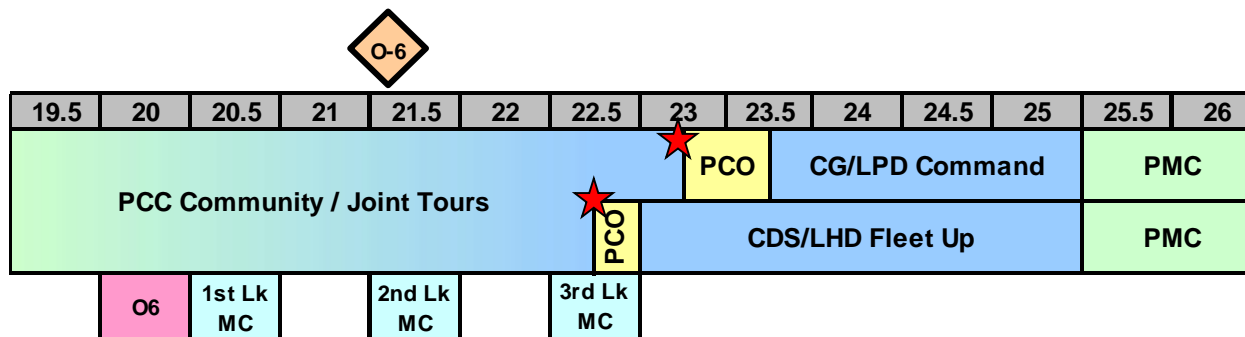 O-6
19.5 20 20.5 21 21.5 22 22.5 23 23.5 24 24.5 25 25.5 26
PCO CG/LPD Command PMC
PCC Community / Joint Tours
PCO CDS/LHD Fleet Up PMC
O6
1st Lk
MC
2nd Lk
MC
3rd Lk
MC